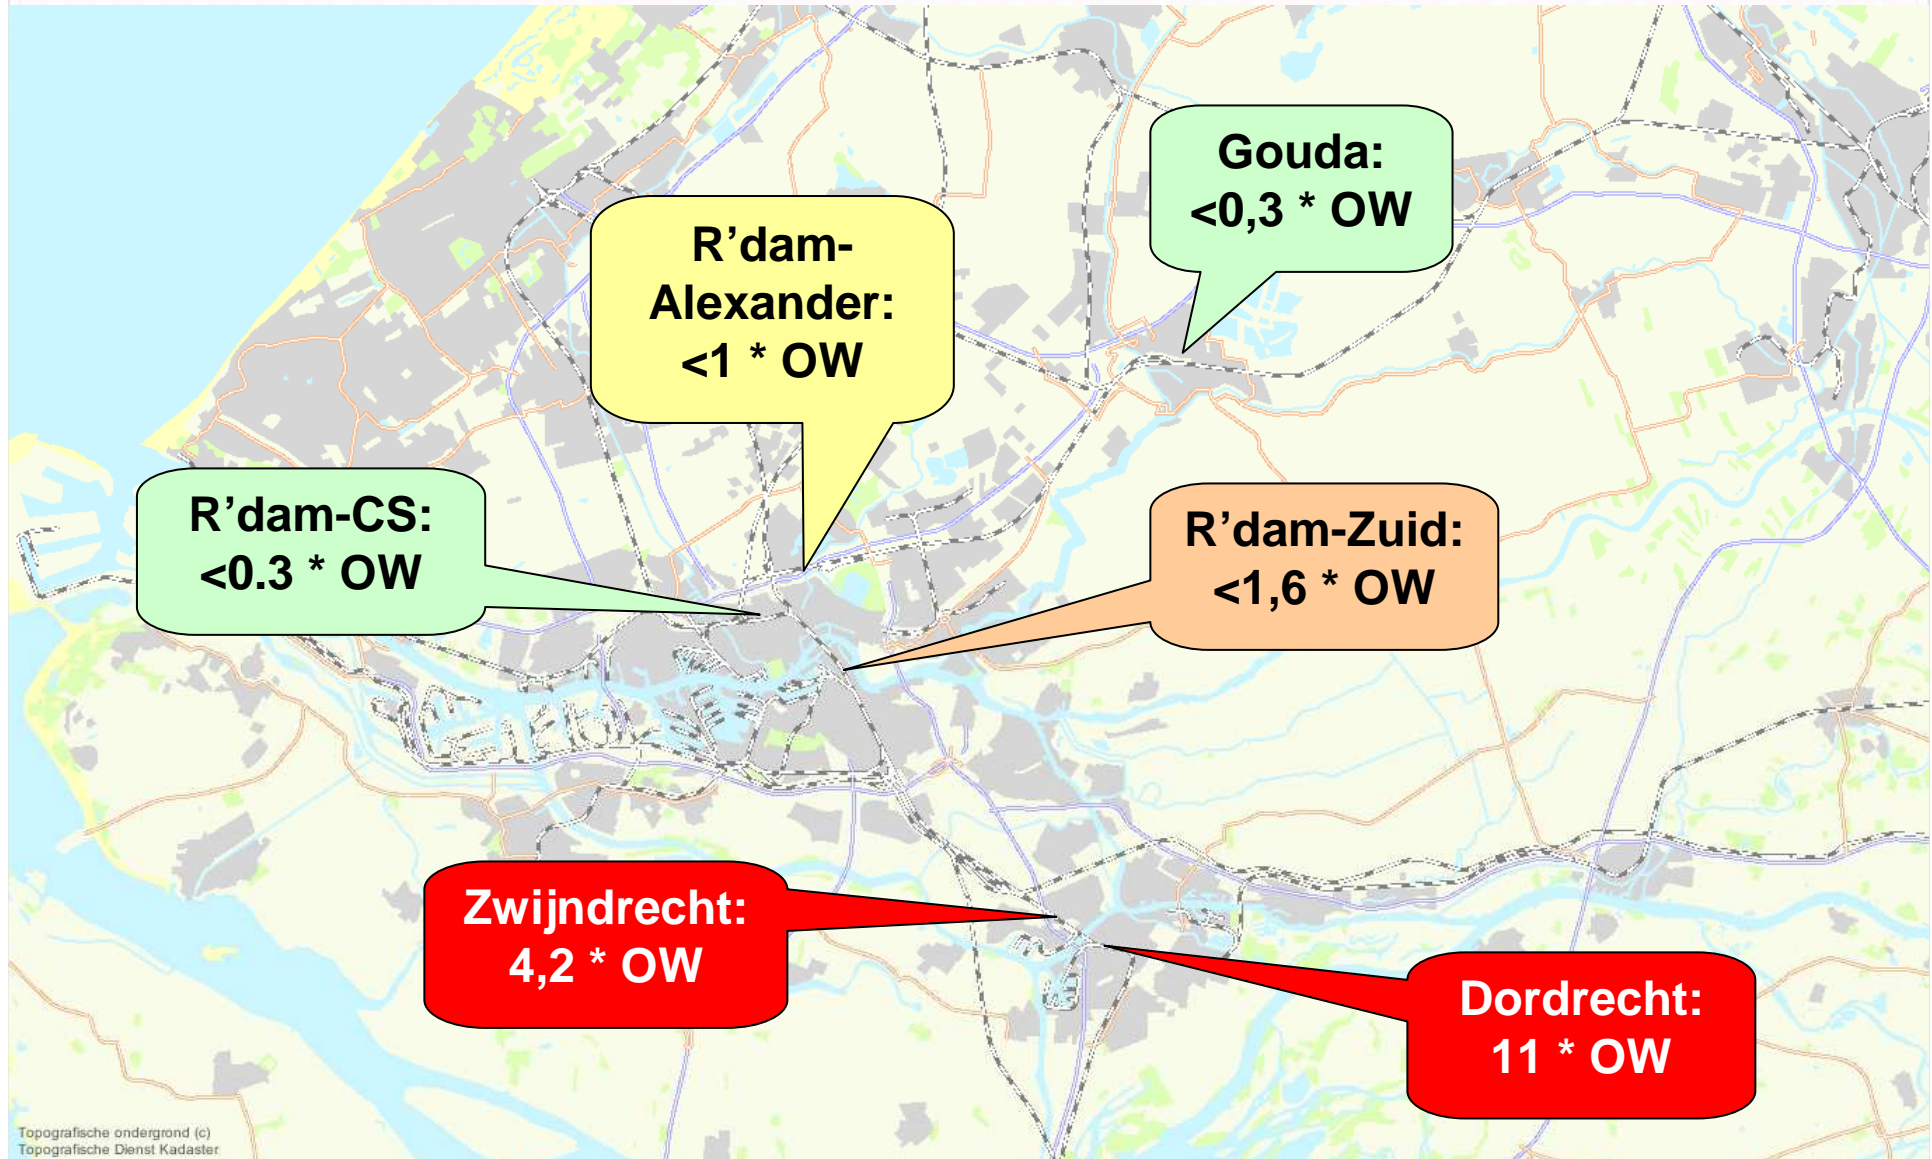 Gouda:
<0,3 * OW
R’dam-
Alexander:
<1 * OW
R’dam-CS:
<0.3 * OW
R’dam-Zuid:
<1,6 * OW
Zwijndrecht:
4,2 * OW
Dordrecht:
11 * OW
Topografische ondergrond (c)
Topografische Dienst Kadaster